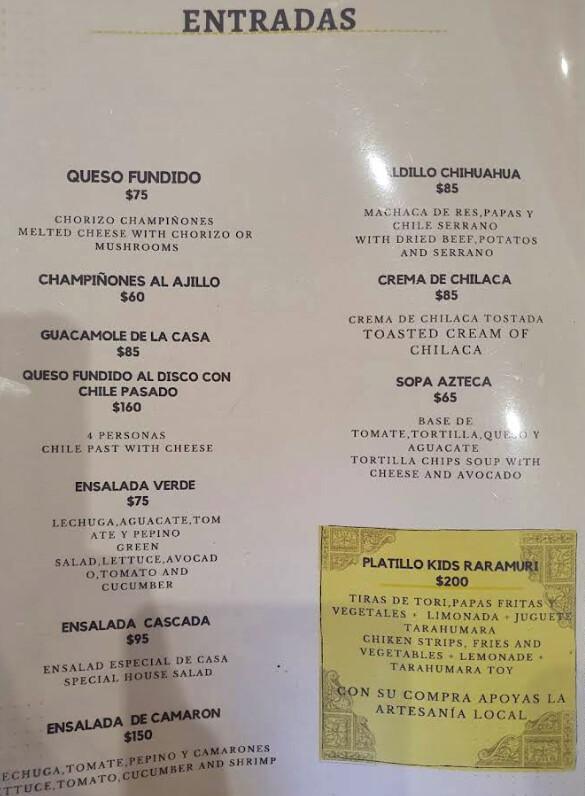 ENTRADAS
QUESO FUNDIDO
$75
CHORIZO CHAMPIÑONES
MELTED CHEESE WITH CHORIZO OR
MUSHROOMS
CHAMPIÑONES AL AJILLO
$60
GUACAMOLE DE LA CASA
$85
QUESO FUNDIDO AL DISCO CON
CHILE PASADO
$160
4 PERSONAS
CHILE PAST WITH CHEESE
ENSALADA VERDE
$75
LECHUGA,AGUACATE,TOM
ATE Y PEPINO
GREEN
SALAD,LETTUCE,AVOCAD
O,TOMATO AND
CUCUMBER
ENSALADA CASCADA
$95
ENSALAD ESPECIAL DE CASA
SPECIAL HOUSE SALAD
ENSALADA DE CAMARON
$150
ECHUGA,TOMATE,PEPINO Y CAMARONES
ETTUCE,TOMATO,CUCUMBER AND SHRIMP
ALDILLO CHIHUAHUA
$85
MACHACA DE RES,PAPAS Y
CHILE SERRANO
WITH DRIED BEEF,POTATOS
AND SERRANO
CREMA DE CHILACA
$85
CREMA DE CHILACA TOSTADA
TOASTED CREAM OF
CHILACA
SOPA AZTECA
$65
BASE DE
TOMATE,TORTILLA,QUESO Y
AGUACATE
TORTILLA CHIPS SOUP WITH
CHEESE AND AVOCADO
PLATILLO KIDS RARAMURI
$200
TIRAS DE TORI,PAPAS FRITAS Y
VEGETALES + LIMONADA + JUGUETE
TARAHUMARA
CHIKEN STRIPS, FRIES AND
VEGETABLES + LEMONADE +
TARAHUMARA TOY
CON SU COMPRA APOYAS LA
ARTESANÍA LOCAL